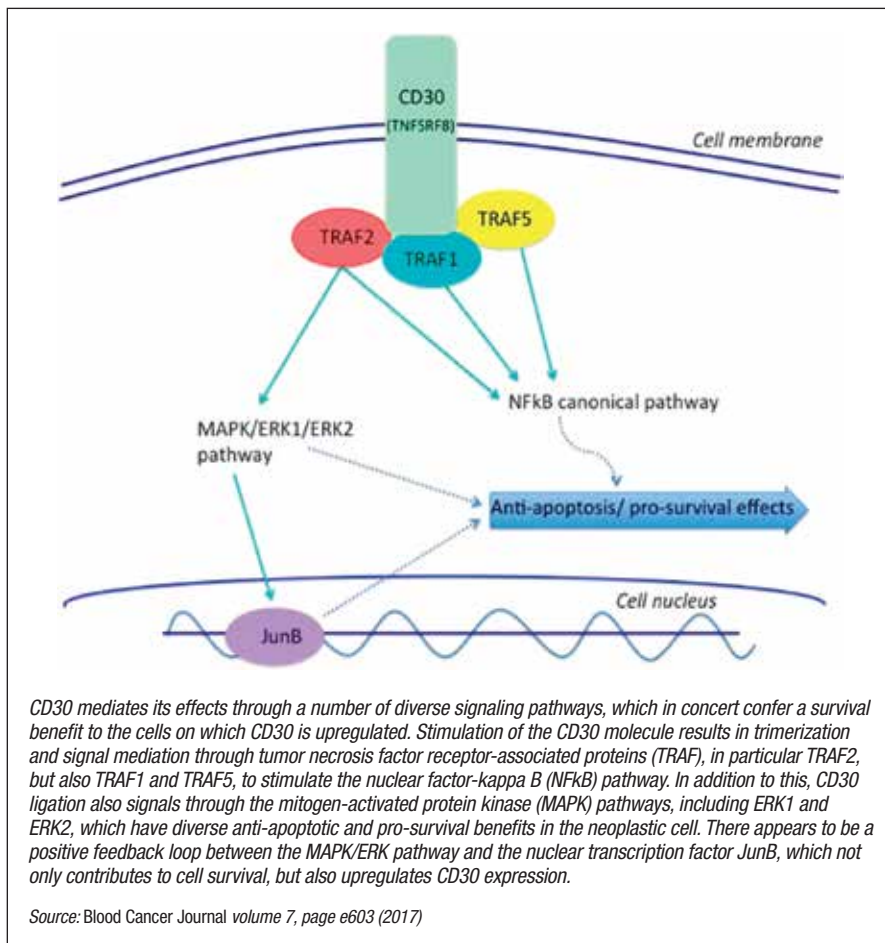 CD30
(TNFSRF8)
Cell membrane
TRAF2
TRAF5
TRAF1
NFkB canonical pathway
MAPK/ERK1/ERK2
pathway
Anti-apoptosis/ pro-survival effects
Cell nucleus
JunB
CD30 mediates its effects through a number of diverse signaling pathways, which in concert confer a survival
benefit to the cells on which CD30 is upregulated. Stimulation of the CD30 molecule results in trimerization
and signal mediation through tumor necrosis factor receptor-associated proteins (TRAF), in particular TRAF2,
but also TRAF1 and TRAF5, to stimulate the nuclear factor-kappa B (NFkB) pathway. In addition to this, CD30
ligation also signals through the mitogen-activated protein kinase (MAPK) pathways, including ERK1 and
ERK2, which have diverse anti-apoptotic and pro-survival benefits in the neoplastic cell. There appears to be a
positive feedback loop between the MAPK/ERK pathway and the nuclear transcription factor JunB, which not
only contributes to cell survival, but also upregulates CD30 expression.
Source: Blood Cancer Journal volume 7, page e603 (2017)